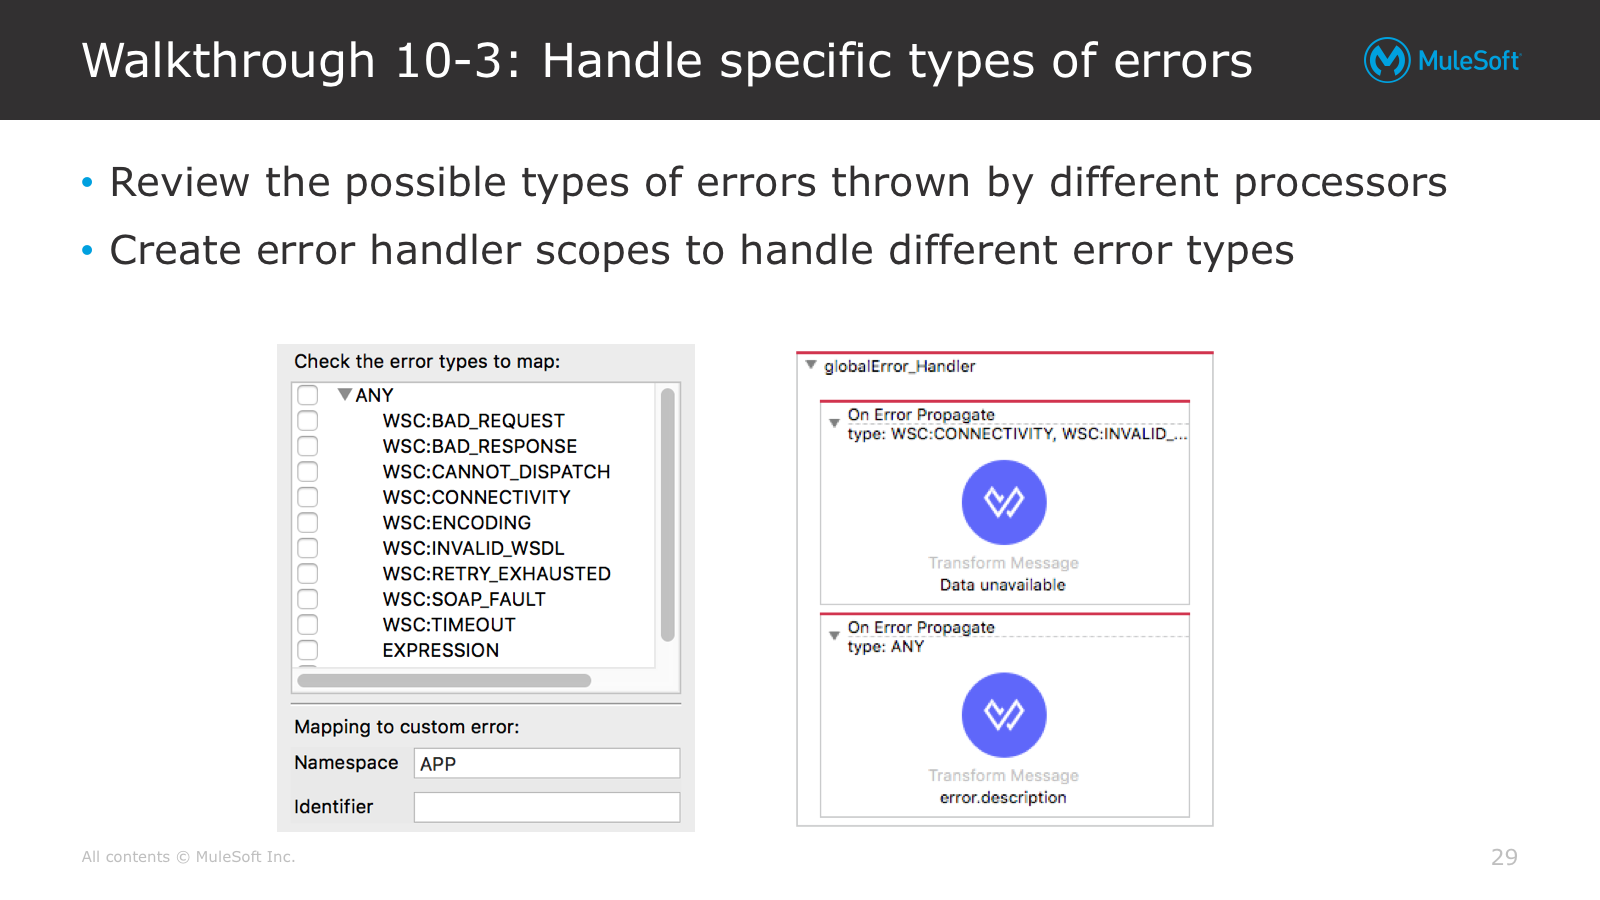 Walkthrough 10-3: Handle specific types of errors
MuleSoft
• Review the possible types of errors thrown by different processors
• Create error handler scopes to handle different error types
Check the error types to map:
ANY
WSC:BAD_REQUEST
WSC:BAD_RESPONSE
WSC:CANNOT_DISPATCH
WSC:CONNECTIVITY
WSC:ENCODING
WSC:INVALID_WSDL
WSC:RETRY_EXHAUSTED
WSC:SOAP_FAULT
WSC:TIMEOUT
EXPRESSION
Mapping to custom error:
Namespace APP
Identifier
globalError_Handler
On Error Propagate
type: WSC:CONNECTIVITY, WSC:INVALID_...
Transform Message
Data unavailable
On Error Propagate
type: ANY
Transform Message
error.description
All contents © MuleSoft Inc.
29